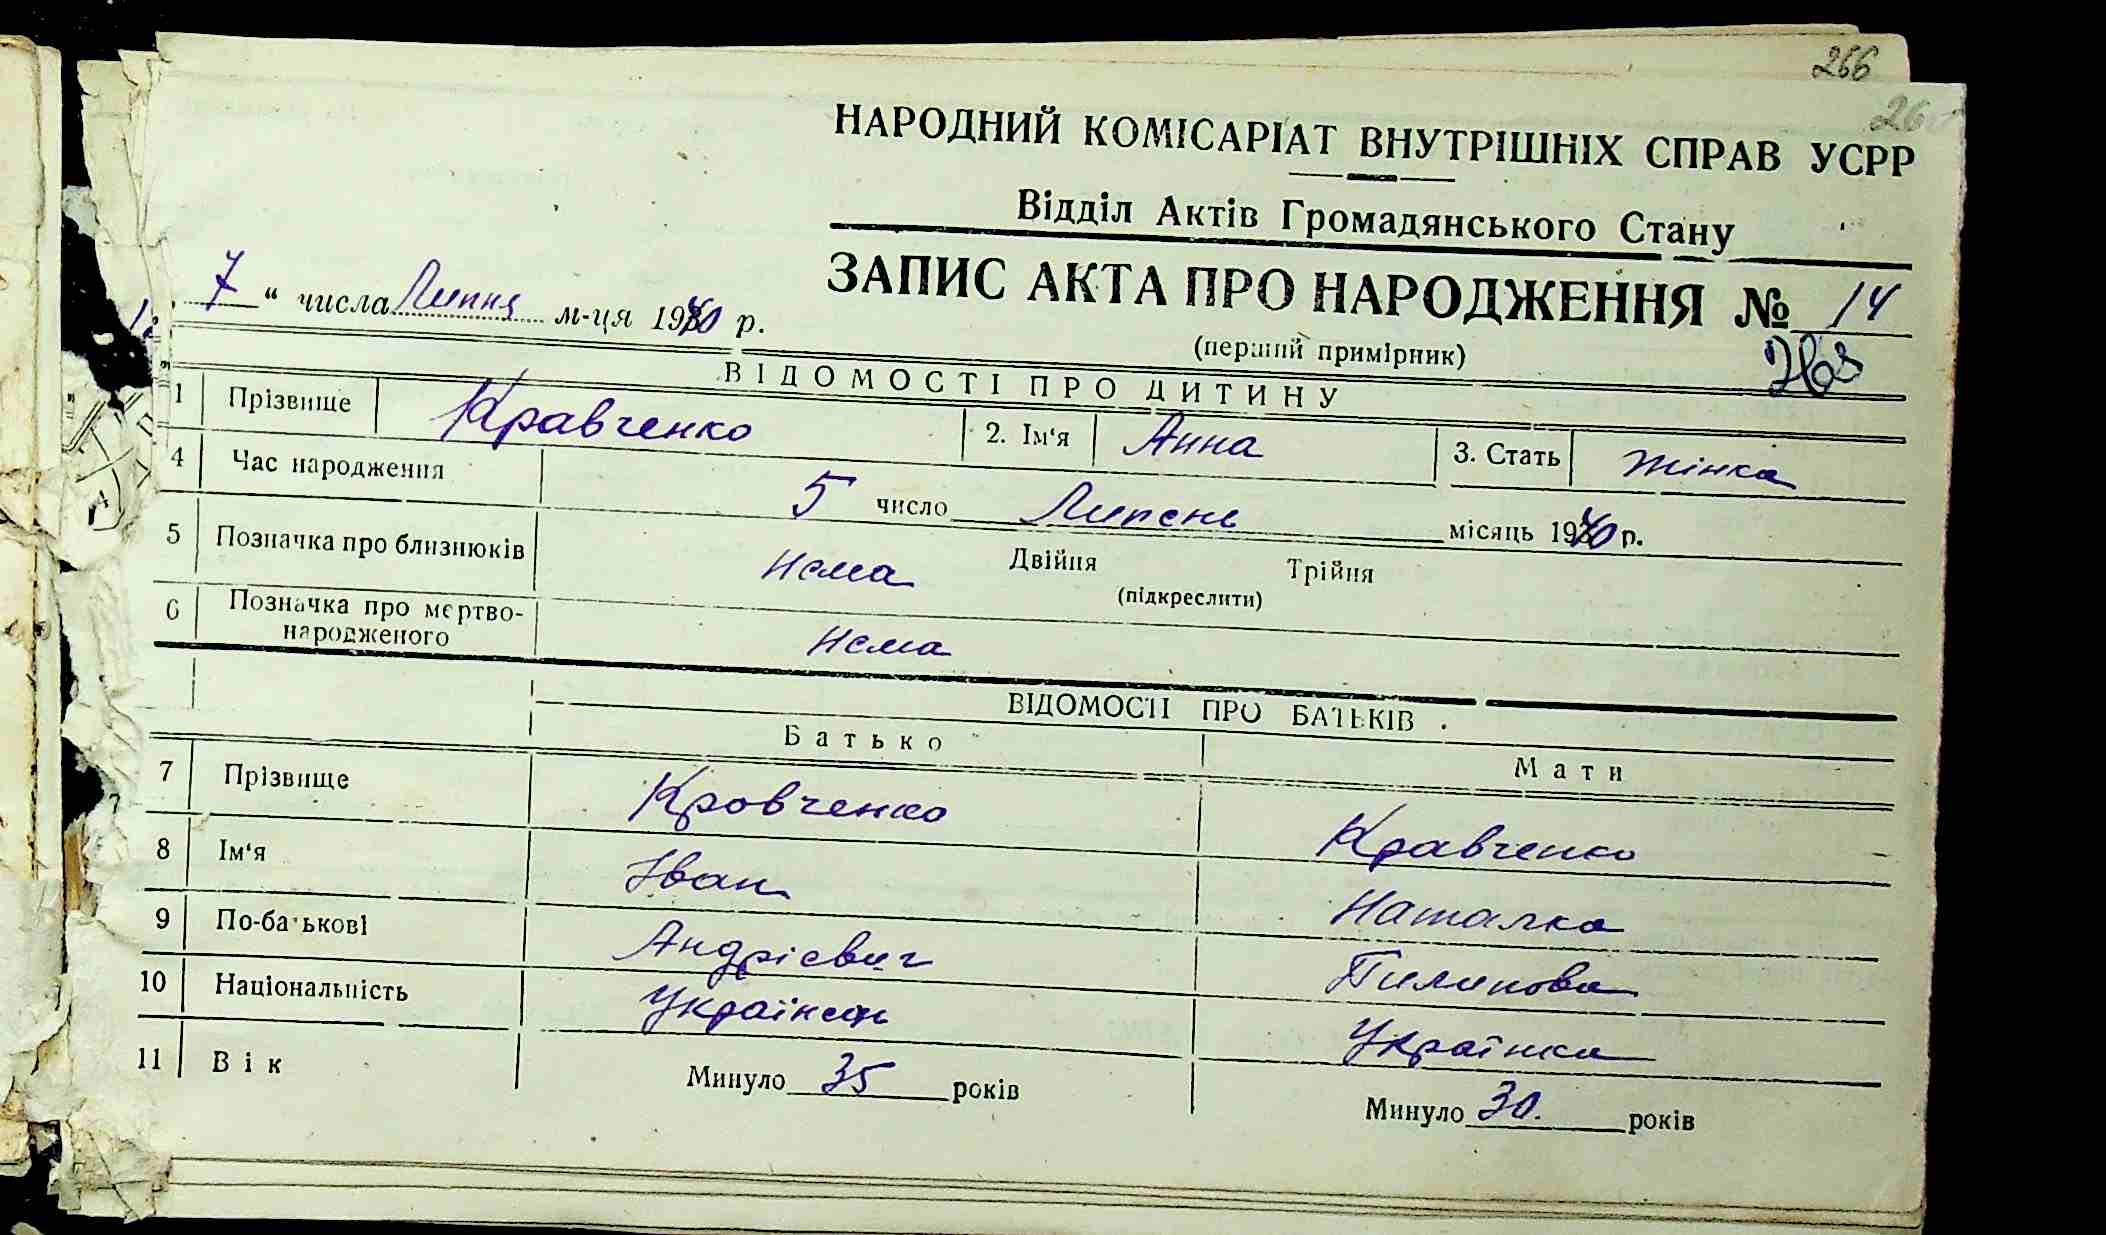 266
НАРОДНИЙ КОМІСАРІАТ ВНУТРІШНІХ СПРАВ УСРР
Відділ Актів Громадянського Стану
ЗАПИС АКТА ПРО НАРОДЖЕННЯ № 14
7 " числа Липня м-ця 1940 р.
(перший примірник)
ВІДОМОСТІ ПРО ДИТИНУ
1 Прізвище Кравченко 2. Ім'я Анна 3. Стать жінка
4 Час народження 5 число Липень місяць 1940 р.
5 Позначка про близнюків нема Двійня Трійня
(підкреслити)
6 Позначка про мертво-
народженого нема
ВІДОМОСТІ ПРО БАТЬКІВ
Батько Мати
7 Прізвище Кровченко Кравченко
8 Ім'я Іван Наталка
9 По-батькові Андрієвич Пилипова
10 Національність Українець Українка
11 Вік Минуло 35 років Минуло 30. років